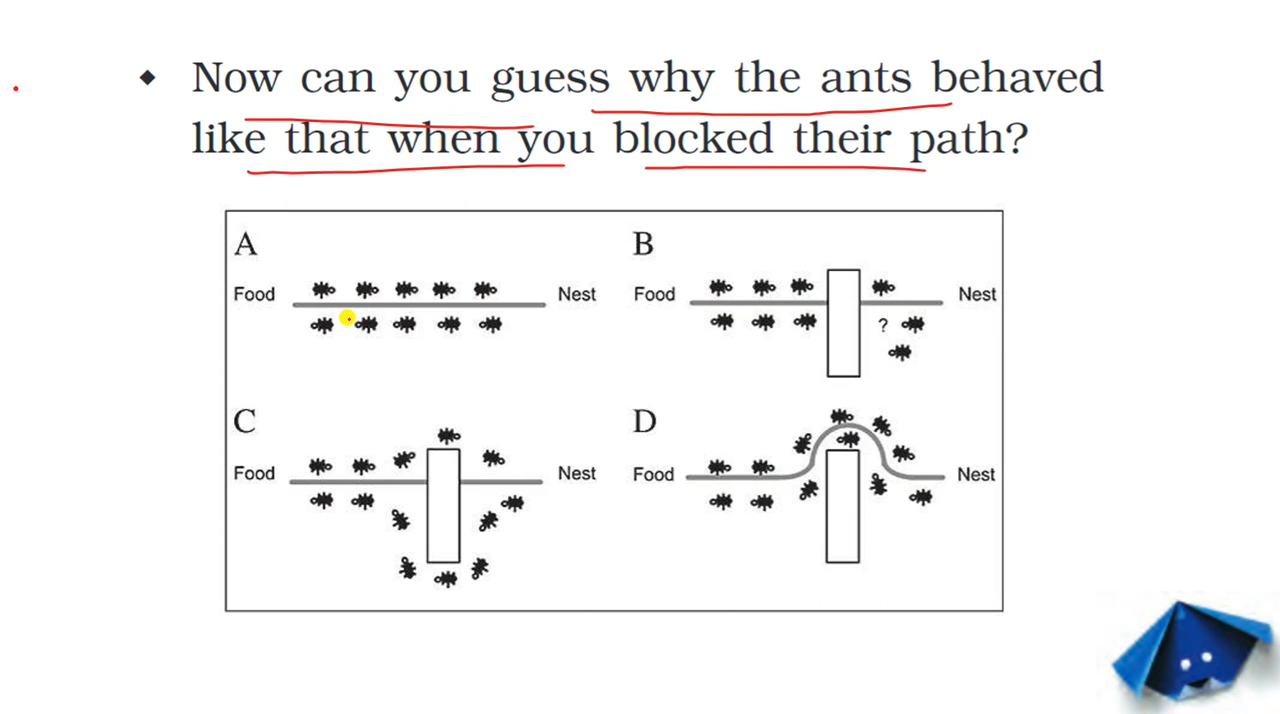 ◆ Now can you guess why the ants behaved
like that when you blocked their path?
A
Food Nest
B
Food Nest
?
C
Food Nest
D
Food Nest